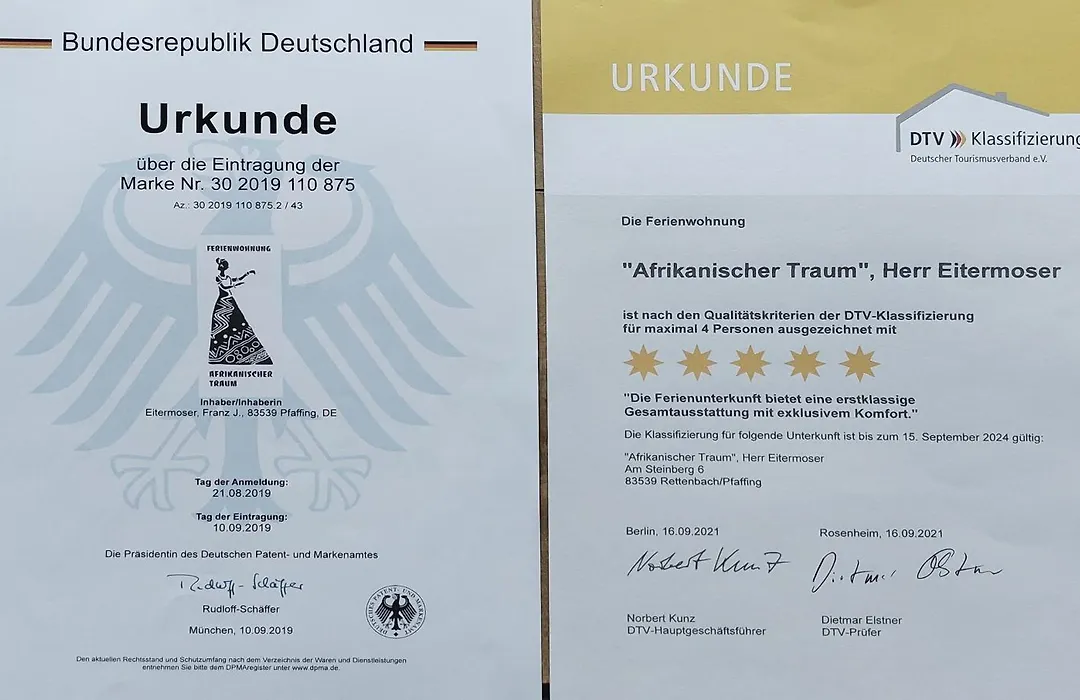 Bundesrepublik Deutschland
Urkunde
über die Eintragung der
Marke Nr. 30 2019 110 875
Az.: 30 2019 110 875.2 / 43
FERIENWOHNUNG
AFRIKANISCHER
TRAUM
Inhaber/Inhaberin
Eitermoser, Franz J., 83539 Pfaffing, DE
Tag der Anmeldung:
21.08.2019
Tag der Eintragung:
10.09.2019
Die Präsidentin des Deutschen Patent- und Markenamtes
Rudloff-Schäffer
Rudloff-Schäffer
München, 10.09.2019
DEUTSCHES PATENT- UND MARKENAMT
Den aktuellen Rechtsstand und Schutzumfang nach dem Verzeichnis der Waren und Dienstleistungen
entnehmen Sie bitte dem DPMAregister unter www.dpma.de.
URKUNDE
DTV Klassifizierung
Deutscher Tourismusverband e.V.
Die Ferienwohnung
"Afrikanischer Traum", Herr Eitermoser
ist nach den Qualitätskriterien der DTV-Klassifizierung
für maximal 4 Personen ausgezeichnet mit
"Die Ferienunterkunft bietet eine erstklassige
Gesamtausstattung mit exklusivem Komfort."
Die Klassifizierung für folgende Unterkunft ist bis zum 15. September 2024 gültig:
"Afrikanischer Traum", Herr Eitermoser
Am Steinberg 6
83539 Rettenbach/Pfaffing
Berlin, 16.09.2021
Rosenheim, 16.09.2021
Norbert Kunz
Dietmar Elstner
Norbert Kunz
DTV-Hauptgeschäftsführer
Dietmar Elstner
DTV-Prüfer